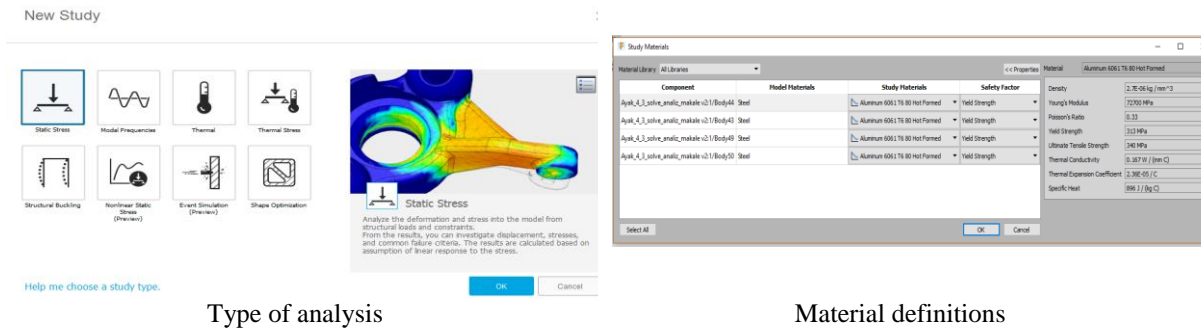 New Study
Static Stress
Modal Frequencies
Thermal
Thermal Stress
Structural Buckling
Nonlinear Static
Stress
(Preview)
Event Simulation
(Preview)
Shape Optimization
Static Stress
Analyze the deformation and stress into the model from
structural loads and constraints.
From the results, you can investigate displacement, stresses,
and common failure criteria. The results are calculated based on
assumption of linear response to the stress.
Help me choose a study type.
OK
Cancel
Type of analysis
Study Materials
Material Library All Libraries
<< Properties
Component Model Materials Study Materials Safety Factor
Ayak_4_3_solve_analiz_makale v2:1/Body44 Steel Aluminum 6061 T6 80 Hot Formed Yield Strength
Ayak_4_3_solve_analiz_makale v2:1/Body43 Steel Aluminum 6061 T6 80 Hot Formed Yield Strength
Ayak_4_3_solve_analiz_makale v2:1/Body49 Steel Aluminum 6061 T6 80 Hot Formed Yield Strength
Ayak_4_3_solve_analiz_makale v2:1/Body50 Steel Aluminum 6061 T6 80 Hot Formed Yield Strength
Select All
OK
Cancel
Material Aluminum 6061 T6 80 Hot Formed
Density 2.7E-06 kg / mm^3
Young's Modulus 72700 MPa
Poisson's Ratio 0.33
Yield Strength 313 MPa
Ultimate Tensile Strength 340 MPa
Thermal Conductivity 0.167 W / (mm C)
Thermal Expansion Coefficient 2.36E-05 / C
Specific Heat 896 J / (kg C)
Material definitions